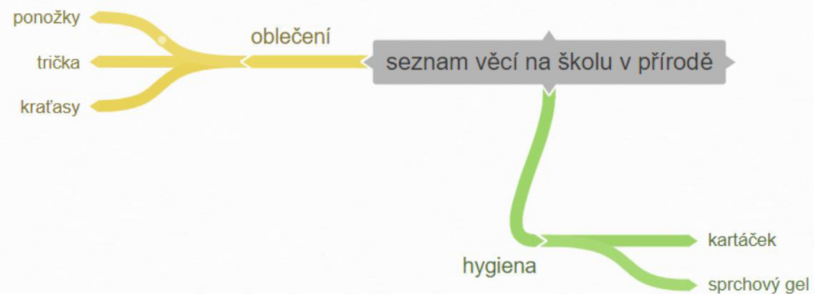 ponožky
oblečení
trička
seznam věcí na školu v přírodě
kraťasy
kartáček
hygiena
sprchový gel